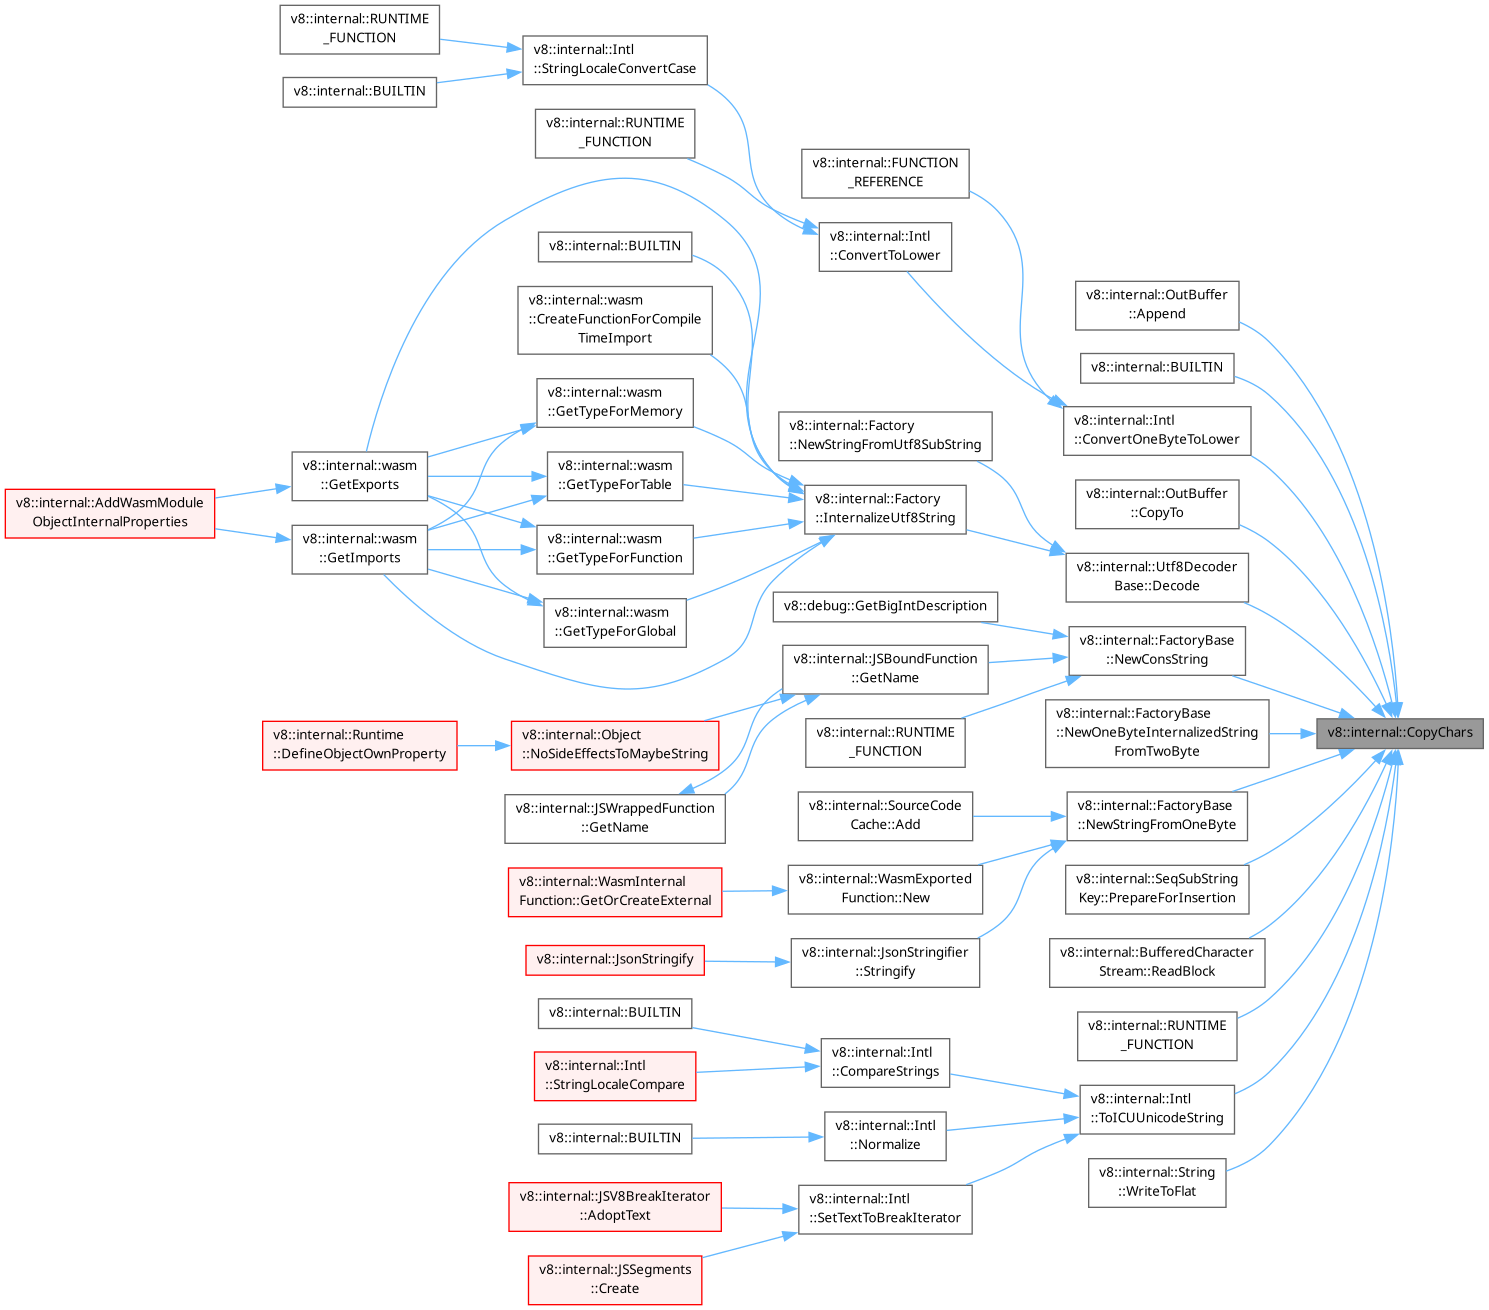 v8::internal::RUNTIME
_FUNCTION
v8::internal::BUILTIN
v8::internal::Intl
::StringLocaleConvertCase
v8::internal::RUNTIME
_FUNCTION
v8::internal::FUNCTION
_REFERENCE
v8::internal::Intl
::ConvertToLower
v8::internal::BUILTIN
v8::internal::wasm
::CreateFunctionForCompile
TimeImport
v8::internal::OutBuffer
::Append
v8::internal::BUILTIN
v8::internal::wasm
::GetTypeForMemory
v8::internal::Factory
::NewStringFromUtf8SubString
v8::internal::Intl
::ConvertOneByteToLower
v8::internal::wasm
::GetExports
v8::internal::wasm
::GetTypeForTable
v8::internal::AddWasmModule
ObjectInternalProperties
v8::internal::Factory
::InternalizeUtf8String
v8::internal::OutBuffer
::CopyTo
v8::internal::wasm
::GetImports
v8::internal::wasm
::GetTypeForFunction
v8::internal::Utf8Decoder
Base::Decode
v8::internal::wasm
::GetTypeForGlobal
v8::debug::GetBigIntDescription
v8::internal::FactoryBase
::NewConsString
v8::internal::JSBoundFunction
::GetName
v8::internal::Runtime
::DefineObjectOwnProperty
v8::internal::Object
::NoSideEffectsToMaybeString
v8::internal::RUNTIME
_FUNCTION
v8::internal::FactoryBase
::NewOneByteInternalizedString
FromTwoByte
v8::internal::CopyChars
v8::internal::JSWrappedFunction
::GetName
v8::internal::SourceCode
Cache::Add
v8::internal::FactoryBase
::NewStringFromOneByte
v8::internal::WasmInternal
Function::GetOrCreateExternal
v8::internal::WasmExported
Function::New
v8::internal::SeqSubString
Key::PrepareForInsertion
v8::internal::JsonStringify
v8::internal::JsonStringifier
::Stringify
v8::internal::BufferedCharacter
Stream::ReadBlock
v8::internal::BUILTIN
v8::internal::RUNTIME
_FUNCTION
v8::internal::Intl
::StringLocaleCompare
v8::internal::Intl
::CompareStrings
v8::internal::Intl
::ToICUUnicodeString
v8::internal::BUILTIN
v8::internal::Intl
::Normalize
v8::internal::String
::WriteToFlat
v8::internal::JSV8BreakIterator
::AdoptText
v8::internal::Intl
::SetTextToBreakIterator
v8::internal::JSSegments
::Create